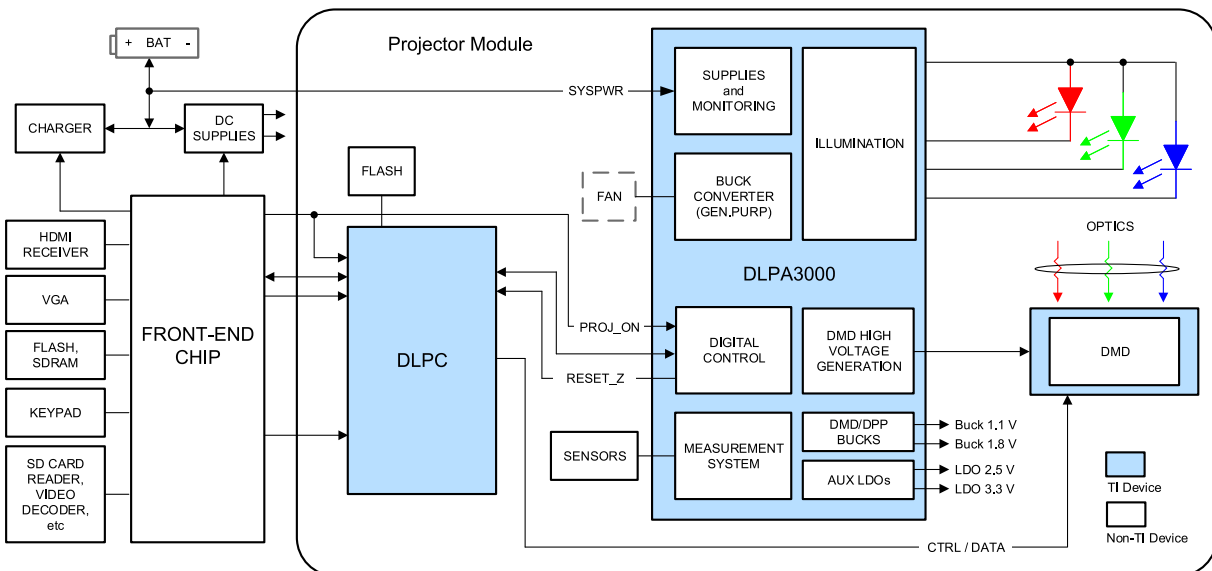 + BAT -
Projector Module
CHARGER
DC
SUPPLIES
SYSPWR
SUPPLIES
and
MONITORING
ILLUMINATION
FLASH
FAN
BUCK
CONVERTER
(GEN.PURP)
HDMI
RECEIVER
VGA
FLASH,
SDRAM
KEYPAD
SD CARD
READER,
VIDEO
DECODER,
etc
FRONT-END
CHIP
DLPC
DLPA3000
OPTICS
PROJ_ON
DIGITAL
CONTROL
RESET_Z
DMD HIGH
VOLTAGE
GENERATION
DMD
SENSORS
MEASUREMENT
SYSTEM
DMD/DPP
BUCKS
Buck 1.1 V
Buck 1.8 V
AUX LDOs
LDO 2.5 V
LDO 3.3 V
CTRL / DATA
TI Device
Non-TI Device